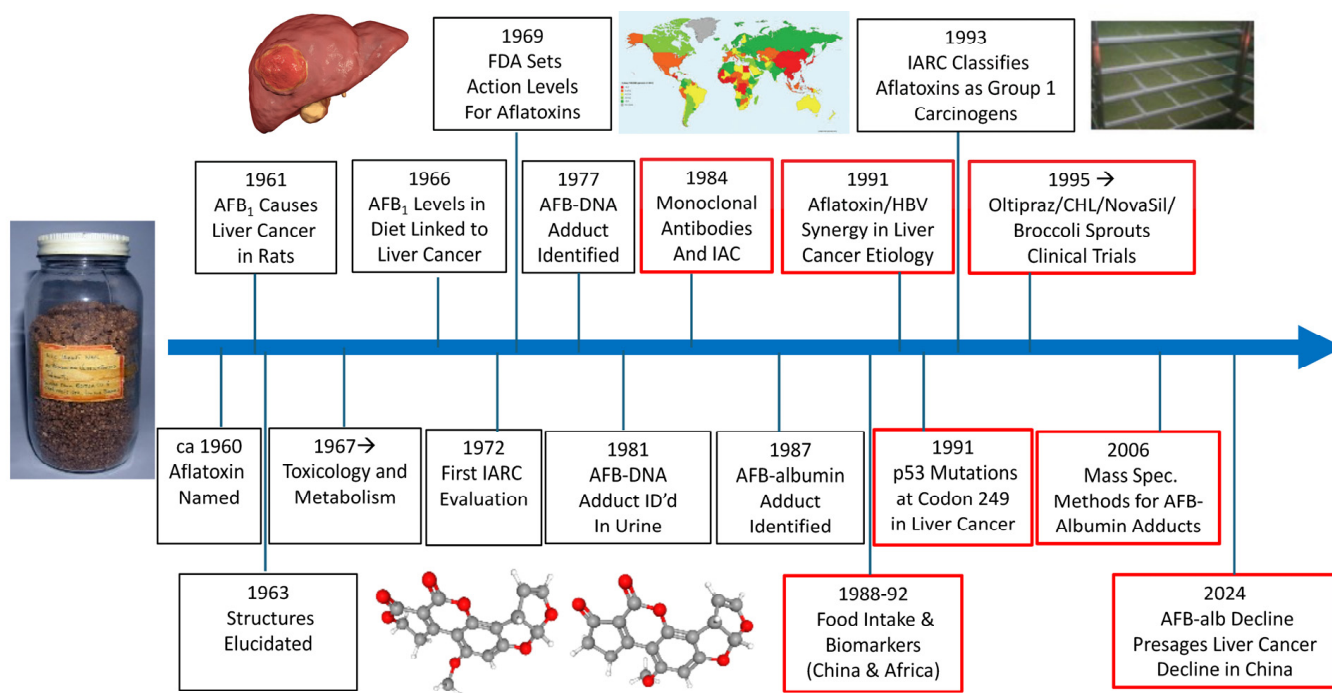 1969
FDA Sets
Action Levels
For Aflatoxins
1993
IARC Classifies
Aflatoxins as Group 1
Carcinogens
1961
AFB₁ Causes
Liver Cancer
in Rats
1966
AFB₁ Levels in
Diet Linked to
Liver Cancer
1977
AFB-DNA
Adduct
Identified
1984
Monoclonal
Antibodies
And IAC
1991
Aflatoxin/HBV
Synergy in Liver
Cancer Etiology
1995 →
Oltipraz/CHL/NovaSil/
Broccoli Sprouts
Clinical Trials
ca 1960
Aflatoxin
Named
1967→
Toxicology and
Metabolism
1972
First IARC
Evaluation
1981
AFB-DNA
Adduct ID’d
In Urine
1987
AFB-albumin
Adduct
Identified
1991
p53 Mutations
at Codon 249
in Liver Cancer
2006
Mass Spec.
Methods for AFB-
Albumin Adducts
1963
Structures
Elucidated
1988-92
Food Intake &
Biomarkers
(China & Africa)
2024
AFB-alb Decline
Presages Liver Cancer
Decline in China